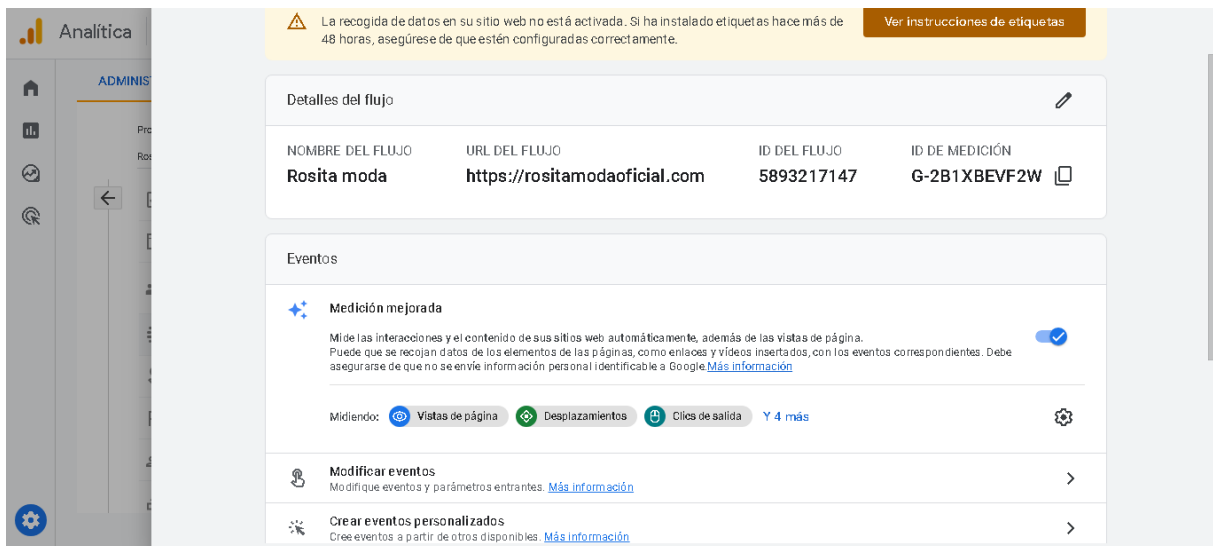 La recogida de datos en su sitio web no está activada. Si ha instalado etiquetas hace más de
48 horas, asegúrese de que estén configuradas correctamente.
Ver instrucciones de etiquetas
Analítica
ADMINIS
Pro
Ros
Detalles del flujo
NOMBRE DEL FLUJO
Rosita moda
URL DEL FLUJO
https://rositamodaoficial.com
ID DEL FLUJO
5893217147
ID DE MEDICIÓN
G-2B1XBEVF2W
Eventos
Medición mejorada
Mide las interacciones y el contenido de sus sitios web automáticamente, además de las vistas de página.
Puede que se recojan datos de los elementos de las páginas, como enlaces y vídeos insertados, con los eventos correspondientes. Debe
asegurarse de que no se envíe información personal identificable a Google.Más información
Midiendo: Vistas de página Desplazamientos Clics de salida Y 4 más
Modificar eventos
Modifique eventos y parámetros entrantes. Más información
Crear eventos personalizados
Cree eventos a partir de otros disponibles. Más información